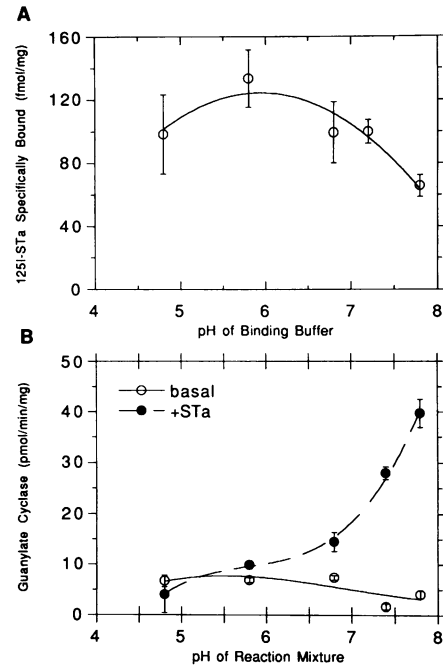 A
125I-STa Specifically Bound (fmol/mg)
160
120
80
40
0
4 5 6 7 8
pH of Binding Buffer
B
Guanylate Cyclase (pmol/min/mg)
50
40
30
20
10
0
basal
+STa
4 5 6 7 8
pH of Reaction Mixture